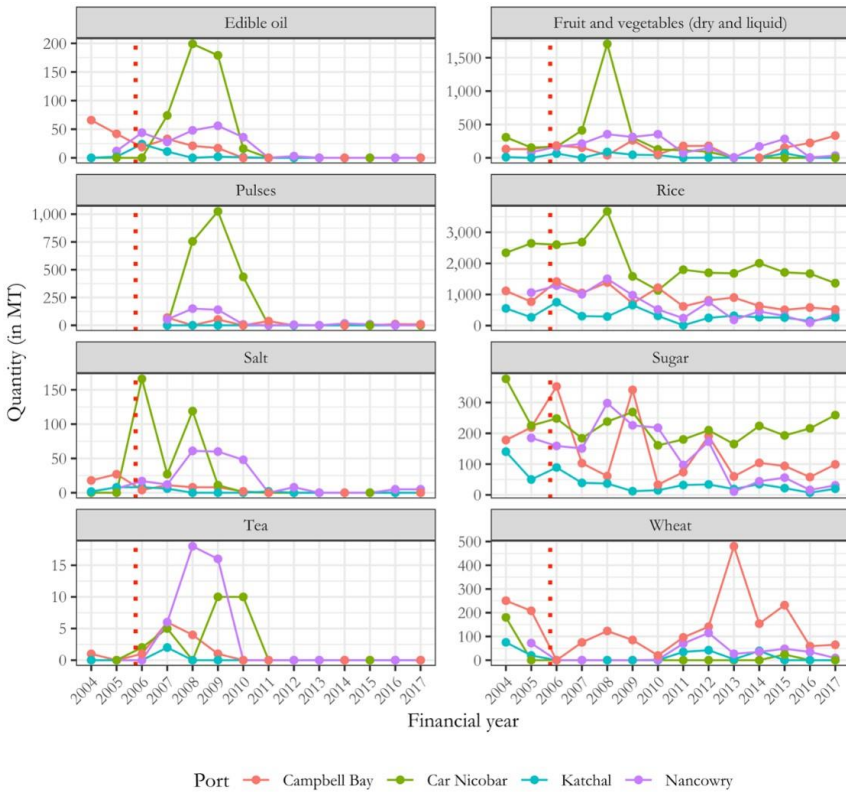 Edible oil
200
150
100
50
0
Fruit and vegetables (dry and liquid)
1,500
1,000
500
0
Pulses
1,000
750
500
250
0
Rice
3,000
2,000
1,000
0
Salt
150
100
50
0
Sugar
300
200
100
0
Tea
15
10
5
0
Wheat
500
400
300
200
100
0
Quantity (in MT)
2004 2005 2006 2007 2008 2009 2010 2011 2012 2013 2014 2015 2016 2017
2004 2005 2006 2007 2008 2009 2010 2011 2012 2013 2014 2015 2016 2017
Financial year
Port Campbell Bay Car Nicobar Katchal Nancowry